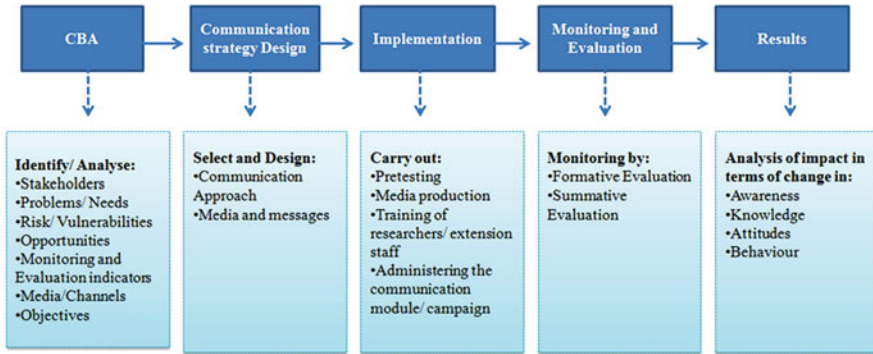 CBA
Communication
strategy Design
Implementation
Monitoring and
Evaluation
Results
Identify/ Analyse:
•Stakeholders
•Problems/ Needs
•Risk/ Vulnerabilities
•Opportunities
•Monitoring and
Evaluation indicators
•Media/Channels
•Objectives
Select and Design:
•Communication
Approach
•Media and messages
Carry out:
•Pretesting
•Media production
•Training of
researchers/ extension
staff
•Administering the
communication
module/ campaign
Monitoring by:
•Formative Evaluation
•Summative
Evaluation
Analysis of impact in
terms of change in:
•Awareness
•Knowledge
•Attitudes
•Behaviour